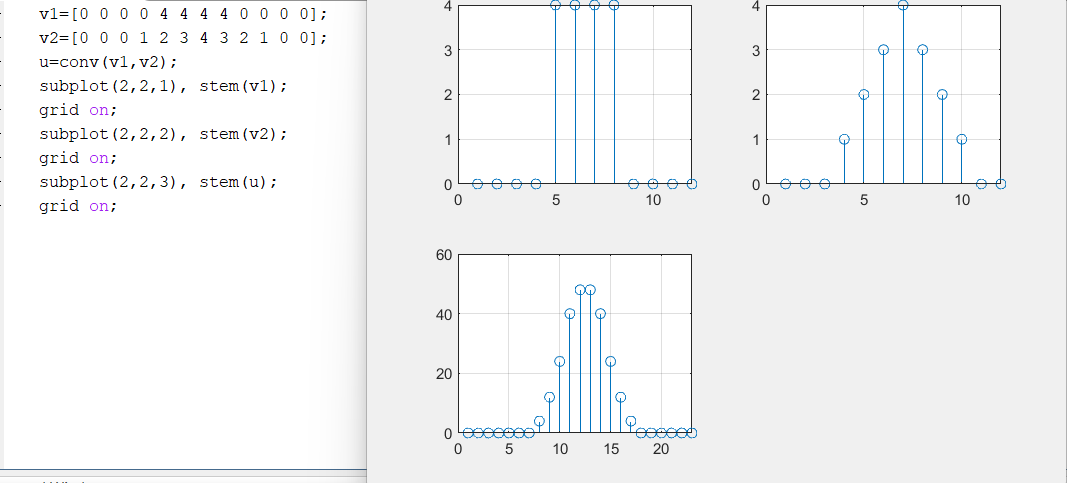 v1=[0 0 0 0 4 4 4 4 0 0 0 0];
v2=[0 0 0 1 2 3 4 3 2 1 0 0];
u=conv(v1,v2);
subplot(2,2,1), stem(v1);
grid on;
subplot(2,2,2), stem(v2);
grid on;
subplot(2,2,3), stem(u);
grid on;
4
3
2
1
0
0 5 10
4
3
2
1
0
0 5 10
60
40
20
0
0 5 10 15 20